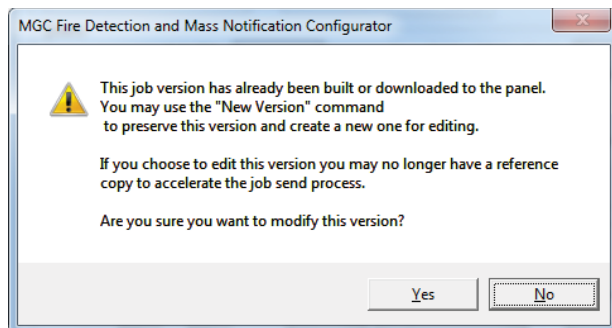 MGC Fire Detection and Mass Notification Configurator
This job version has already been built or downloaded to the panel.
You may use the "New Version" command
to preserve this version and create a new one for editing.
If you choose to edit this version you may no longer have a reference
copy to accelerate the job send process.
Are you sure you want to modify this version?
Yes
No